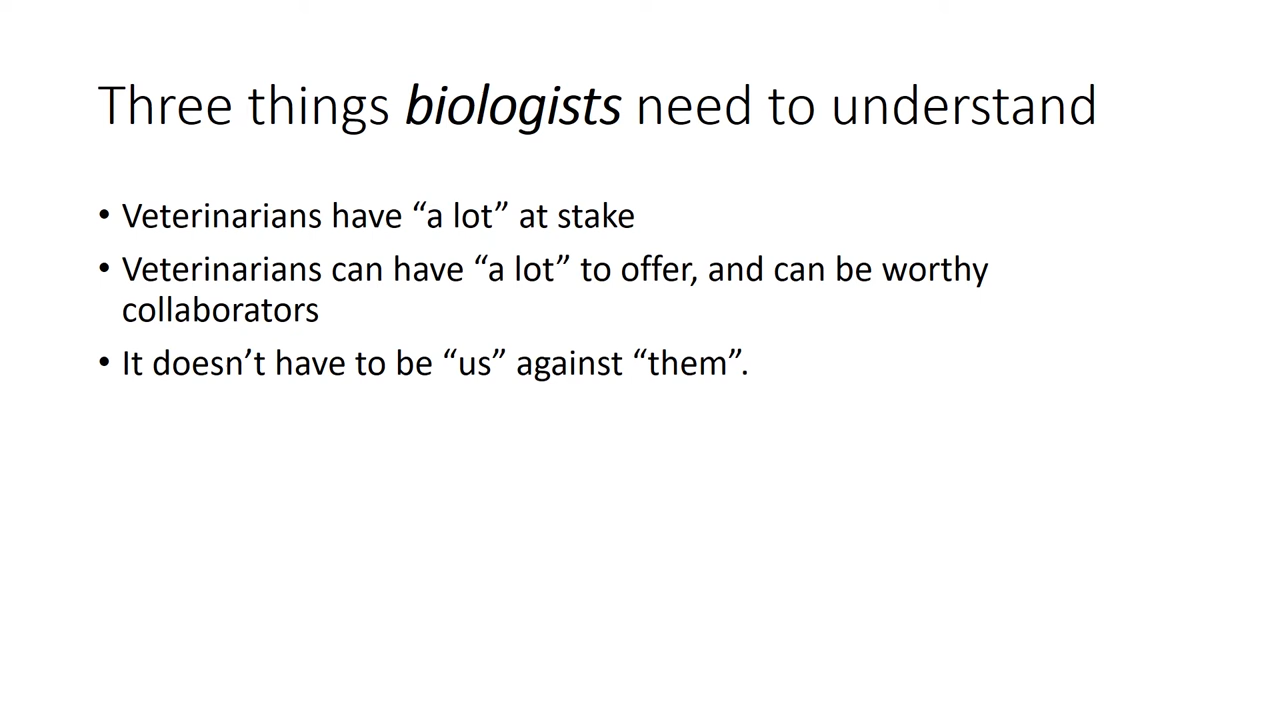 Three things biologists need to understand
• Veterinarians have “a lot” at stake
• Veterinarians can have “a lot” to offer, and can be worthy
collaborators
• It doesn’t have to be “us” against “them”.